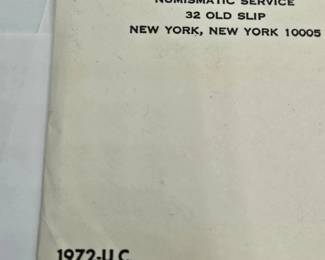 NUMISMATIC SERVICE
32 OLD SLIP
NEW YORK, NEW YORK 10005
1972-U C